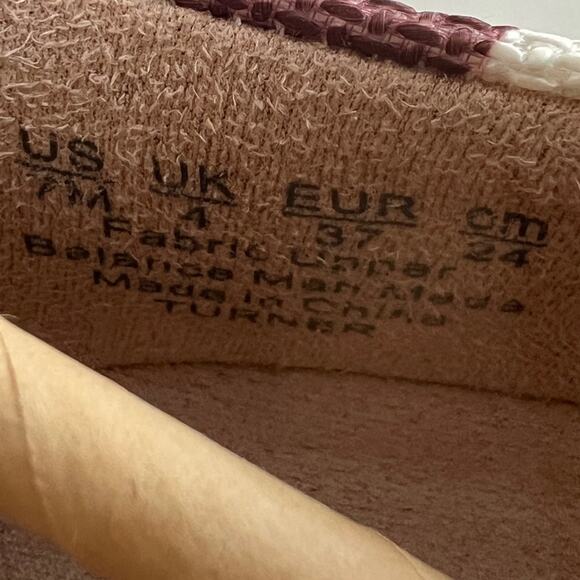 US UK EUR cm
7M 4 37 24
Fabric Upper
Balance Man Made
Made in China
TURNER